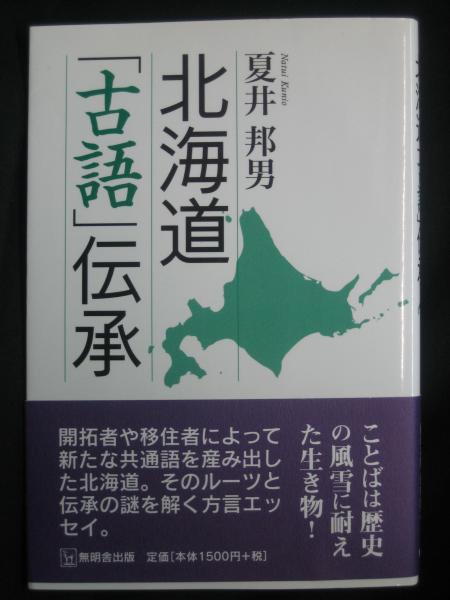 夏井邦男
Natui Kunio
北海道
「古語」伝承
ことばは歴史
の風雪に耐え
た生き物！
開拓者や移住者によって
新たな共通語を産み出し
た北海道。そのルーツと
伝承の謎を解く方言エッ
セイ。
無明舎出版 定価［本体1500円+税］